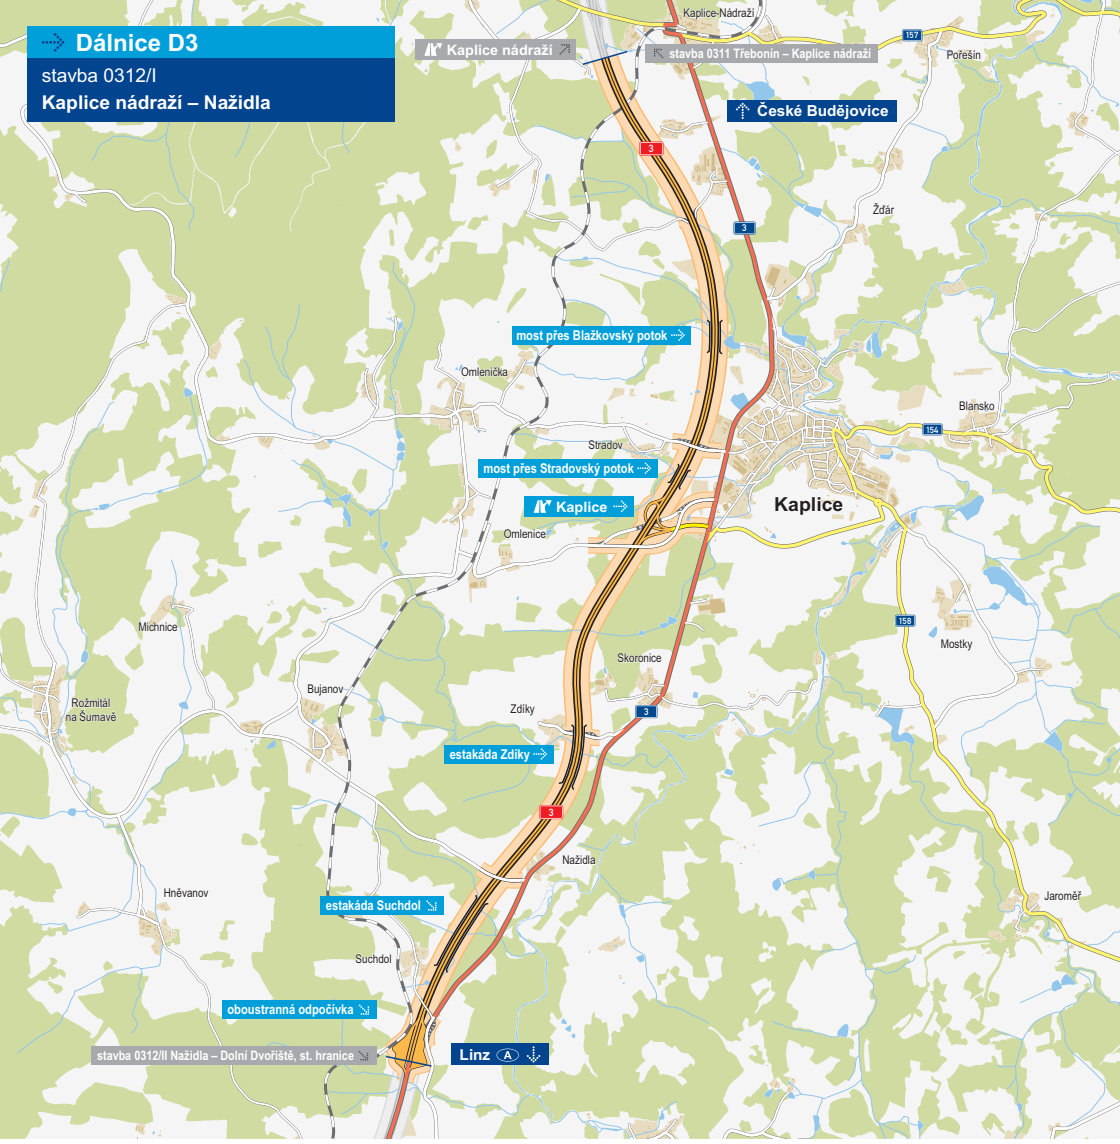 Dálnice D3
stavba 0312/I
Kaplice nádraží – Nažidla
Kaplice nádraží
Kaplice-Nádraží
157
Pořešín
stavba 0311 Třebonín – Kaplice nádraží
České Budějovice
3
Žďár
3
most přes Blažkovský potok
Omlenička
Blansko
154
Stradov
most přes Stradovský potok
Kaplice
Kaplice
Omlenice
Michnice
158
Mostky
Skoronice
Bujanov
Rožmitál
na Šumavě
Zdíky
3
estakáda Zdíky
3
Nažidla
Hněvanov
Jaroměř
estakáda Suchdol
Suchdol
oboustranná odpočívka
stavba 0312/II Nažidla – Dolní Dvořiště, st. hranice
Linz A